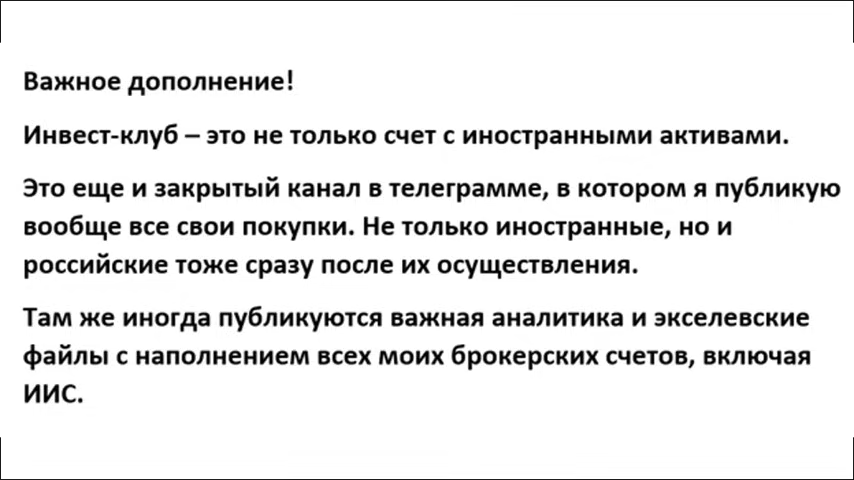 Важное дополнение!
Инвест-клуб – это не только счет с иностранными активами.
Это еще и закрытый канал в телеграмме, в котором я публикую
вообще все свои покупки. Не только иностранные, но и
российские тоже сразу после их осуществления.
Там же иногда публикуются важная аналитика и экселевские
файлы с наполнением всех моих брокерских счетов, включая
ИИС.